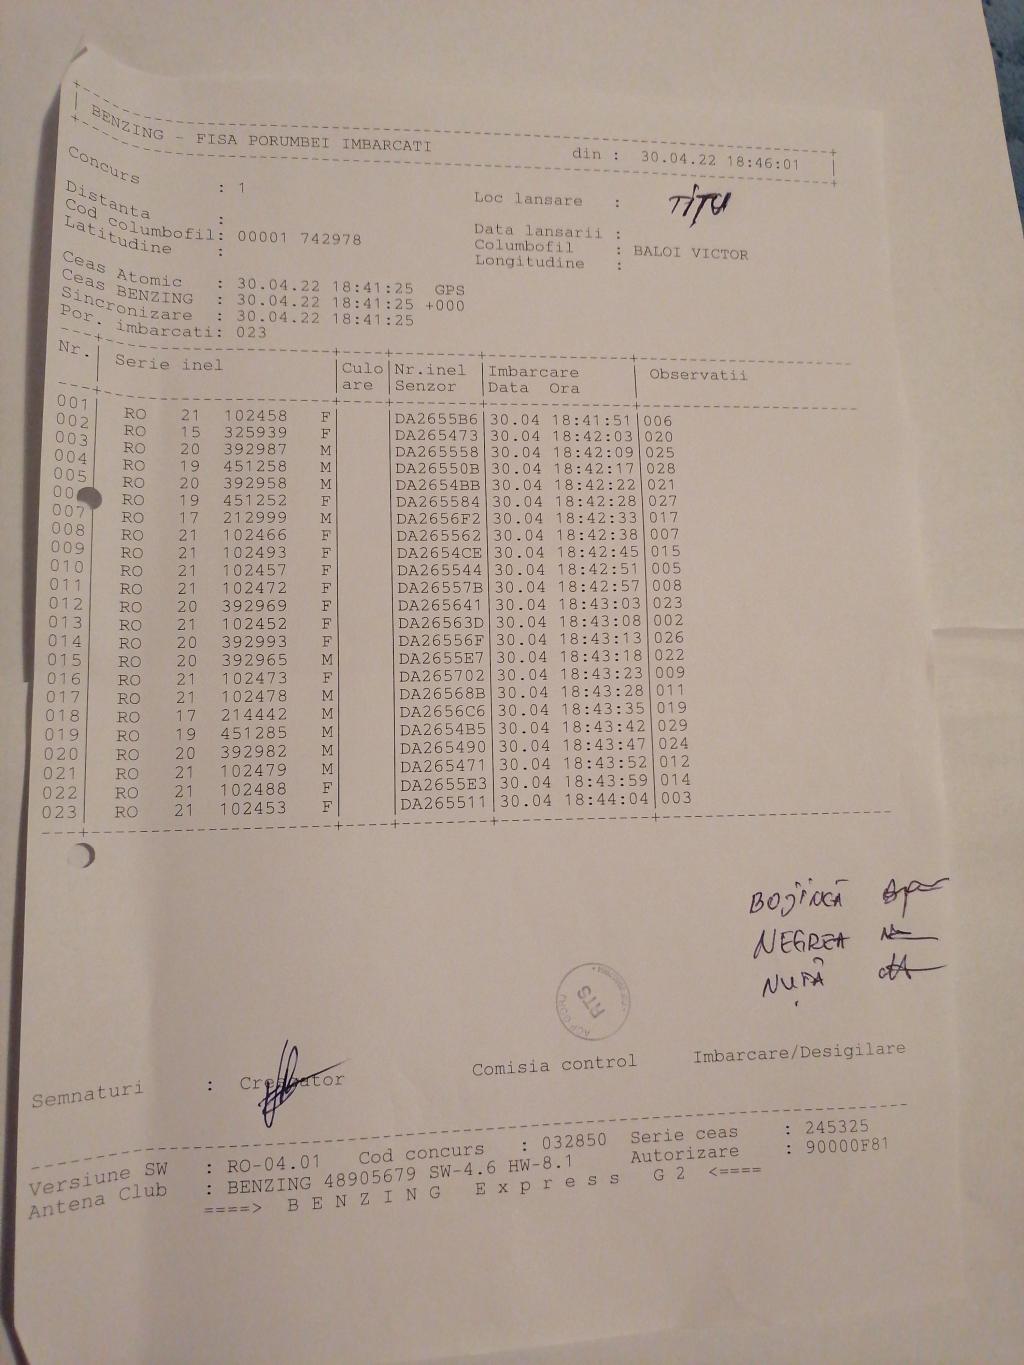 BENZING - FISA PORUMBEI IMBARCATI din : 30.04.22 18:46:01
Concurs : 1 Loc lansare : TITU
Distanta : Data lansarii :
Cod columbofil: 00001 742978 Columbofil : BALOI VICTOR
Latitudine : Longitudine :
Ceas Atomic : 30.04.22 18:41:25 GPS
Ceas BENZING : 30.04.22 18:41:25 +000
Sincronizare : 30.04.22 18:41:25
Por. imbarcati: 023
Nr. Serie inel Culo Nr.inel Imbarcare Observatii
are Senzor Data Ora
001 RO 21 102458 F DA2655B6 30.04 18:41:51 006
002 RO 15 325939 F DA265473 30.04 18:42:03 020
003 RO 20 392987 M DA265558 30.04 18:42:09 025
004 RO 19 451258 M DA26550B 30.04 18:42:17 028
005 RO 20 392958 M DA2654BB 30.04 18:42:22 021
00 RO 19 451252 F DA265584 30.04 18:42:28 027
007 RO 17 212999 M DA2656F2 30.04 18:42:33 017
008 RO 21 102466 F DA265562 30.04 18:42:38 007
009 RO 21 102493 F DA2654CE 30.04 18:42:45 015
010 RO 21 102457 F DA265544 30.04 18:42:51 005
011 RO 21 102472 F DA26557B 30.04 18:42:57 008
012 RO 20 392969 F DA265641 30.04 18:43:03 023
013 RO 21 102452 F DA26563D 30.04 18:43:08 002
014 RO 20 392993 F DA26556F 30.04 18:43:13 026
015 RO 20 392965 M DA2655E7 30.04 18:43:18 022
016 RO 21 102473 F DA265702 30.04 18:43:23 009
017 RO 21 102478 M DA26568B 30.04 18:43:28 011
018 RO 17 214442 M DA2656C6 30.04 18:43:35 019
019 RO 19 451285 M DA2654B5 30.04 18:43:42 029
020 RO 20 392982 M DA265490 30.04 18:43:47 024
021 RO 21 102479 M DA265471 30.04 18:43:52 012
022 RO 21 102488 F DA2655E3 30.04 18:43:59 014
023 RO 21 102453 F DA265511 30.04 18:44:04 003
BOJÎNCĂ
NEGREA
NUȚĂ
RTS
Semnaturi : Crescator Comisia control Imbarcare/Desigilare
Versiune SW : RO-04.01 Cod concurs : 032850 Serie ceas : 245325
Antena Club : BENZING 48905679 SW-4.6 HW-8.1 Autorizare : 90000F81
====> B E N Z I N G E x p r e s s G 2 <====